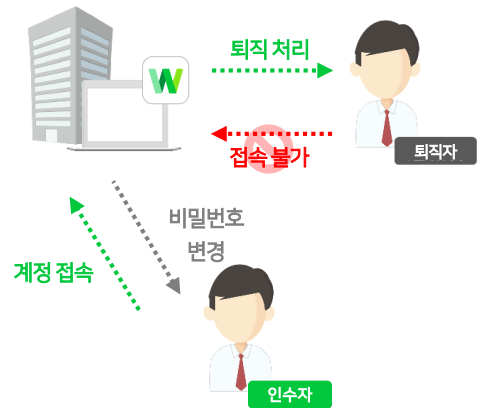 퇴직 처리
접속 불가
퇴직자
비밀번호
변경
계정 접속
인수자